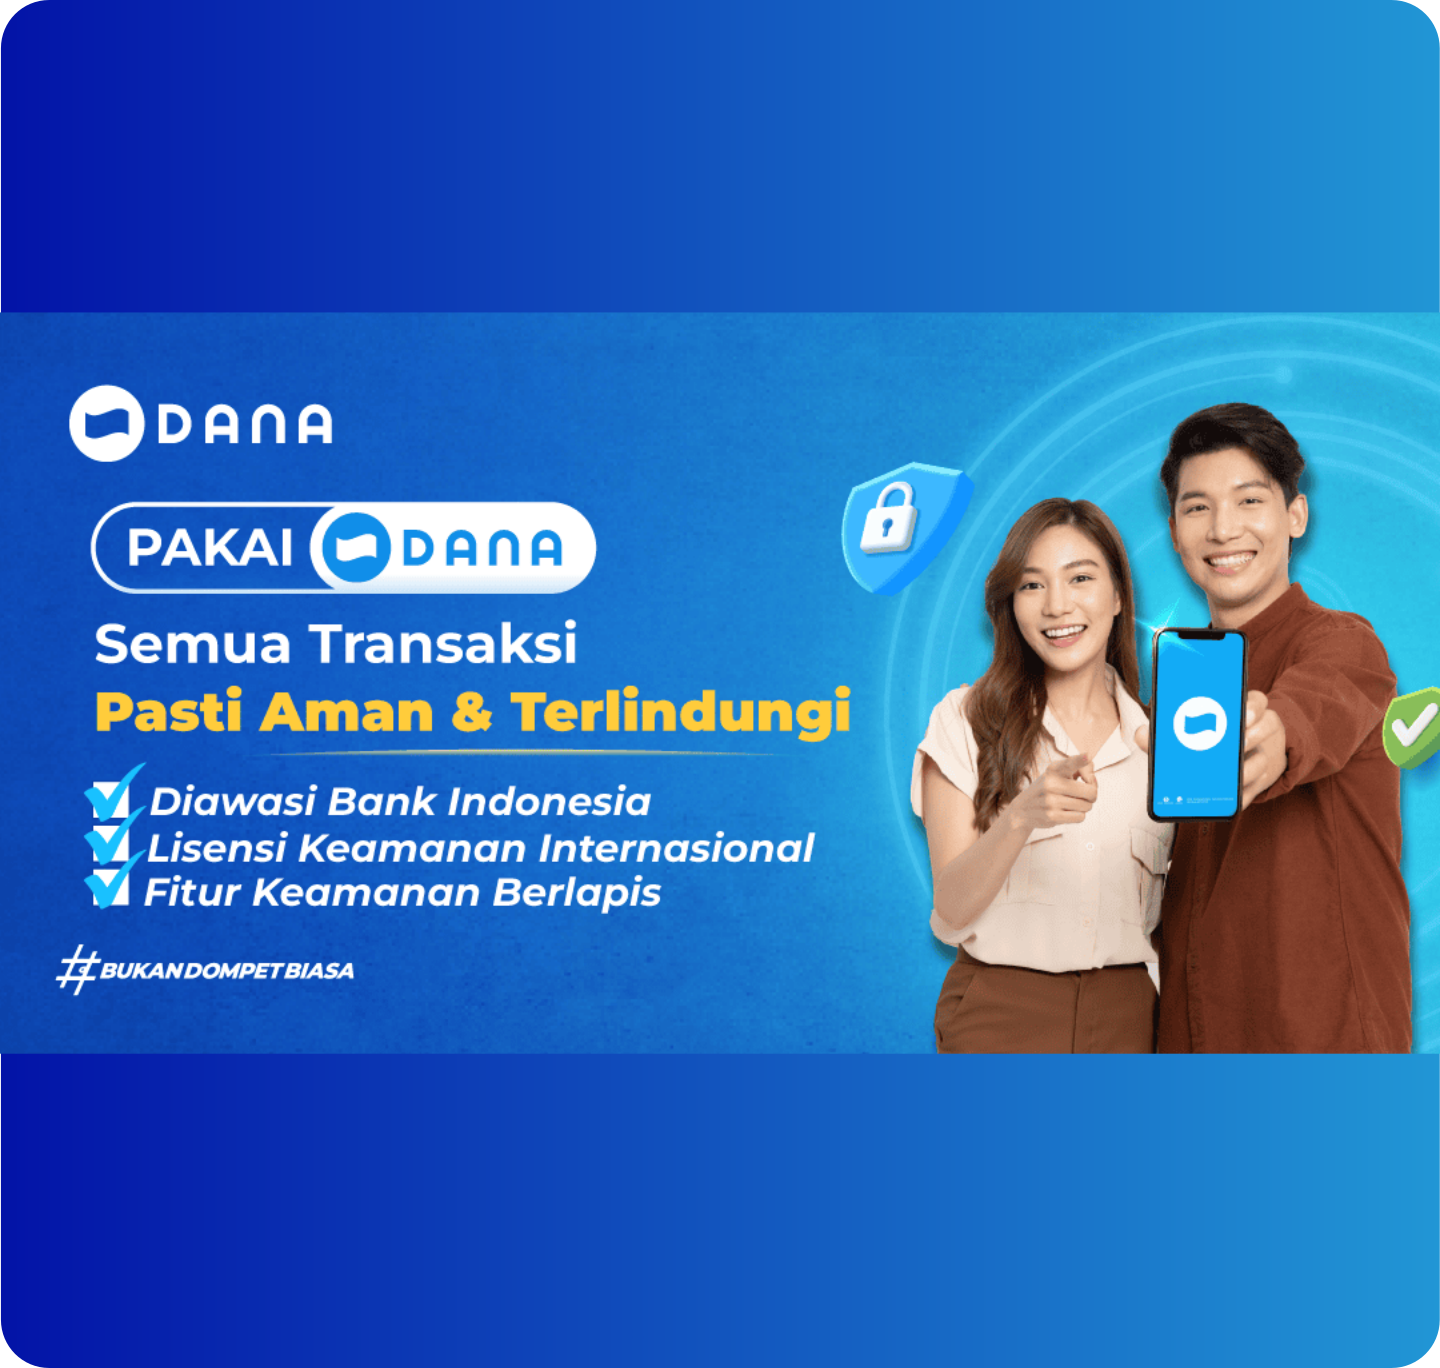 DANA
PAKAI DANA
Semua Transaksi
Pasti Aman & Terlindungi
Diawasi Bank Indonesia
Lisensi Keamanan Internasional
Fitur Keamanan Berlapis
#BUKANDOMPETBIASA